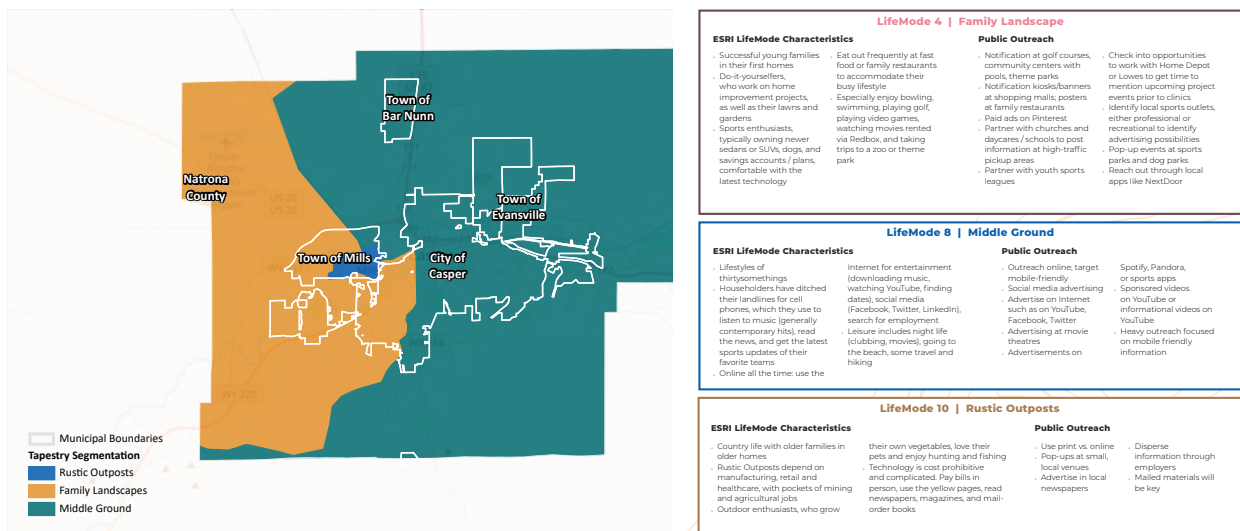 Town of
Bar Nunn
Natrona
County
Town of
Evansville
Town of Mills
City of
Casper
US 20
US 26
WY 220
Municipal Boundaries
Tapestry Segmentation
Rustic Outposts
Family Landscapes
Middle Ground
LifeMode 4 | Family Landscape
ESRI LifeMode Characteristics
. Successful young families
in their first homes
. Do-it-yourselfers,
who work on home
improvement projects,
as well as their lawns and
gardens
. Sports enthusiasts,
typically owning newer
sedans or SUVs, dogs, and
savings accounts / plans,
comfortable with the
latest technology
. Eat out frequently at fast
food or family restaurants
to accommodate their
busy lifestyle
. Especially enjoy bowling,
swimming, playing golf,
playing video games,
watching movies rented
via Redbox, and taking
trips to a zoo or theme
park
Public Outreach
. Notification at golf courses,
community centers with
pools, theme parks
. Notification kiosks/banners
at shopping malls; posters
at family restaurants
. Paid ads on Pinterest
. Partner with churches and
daycares / schools to post
information at high-traffic
pickup areas
. Partner with youth sports
leagues
. Check into opportunities
to work with Home Depot
or Lowes to get time to
mention upcoming project
events prior to clinics
. Identify local sports outlets,
either professional or
recreational to identify
advertising possibilities
. Pop-up events at sports
parks and dog parks
. Reach out through local
apps like NextDoor
LifeMode 8 | Middle Ground
ESRI LifeMode Characteristics
. Lifestyles of
thirtysomethings
. Householders have ditched
their landlines for cell
phones, which they use to
listen to music (generally
contemporary hits), read
the news, and get the latest
sports updates of their
favorite teams
. Online all the time: use the
Internet for entertainment
(downloading music,
watching YouTube, finding
dates), social media
(Facebook, Twitter, LinkedIn),
search for employment
. Leisure includes night life
(clubbing, movies), going to
the beach, some travel and
hiking
Public Outreach
. Outreach online; target
mobile-friendly
. Social media advertising
. Advertise on Internet
such as on YouTube,
Facebook, Twitter
. Advertising at movie
theatres
. Advertisements on
Spotify, Pandora,
or sports apps
. Sponsored videos
on YouTube or
informational videos on
YouTube
. Heavy outreach focused
on mobile friendly
information
LifeMode 10 | Rustic Outposts
ESRI LifeMode Characteristics
. Country life with older families in
older homes
. Rustic Outposts depend on
manufacturing, retail and
healthcare, with pockets of mining
and agricultural jobs
. Outdoor enthusiasts, who grow
their own vegetables, love their
pets and enjoy hunting and fishing
. Technology is cost prohibitive
and complicated. Pay bills in
person, use the yellow pages, read
newspapers, magazines, and mail-
order books
Public Outreach
. Use print vs. online
. Pop-ups at small,
local venues
. Advertise in local
newspapers
. Disperse
information through
employers
. Mailed materials will
be key